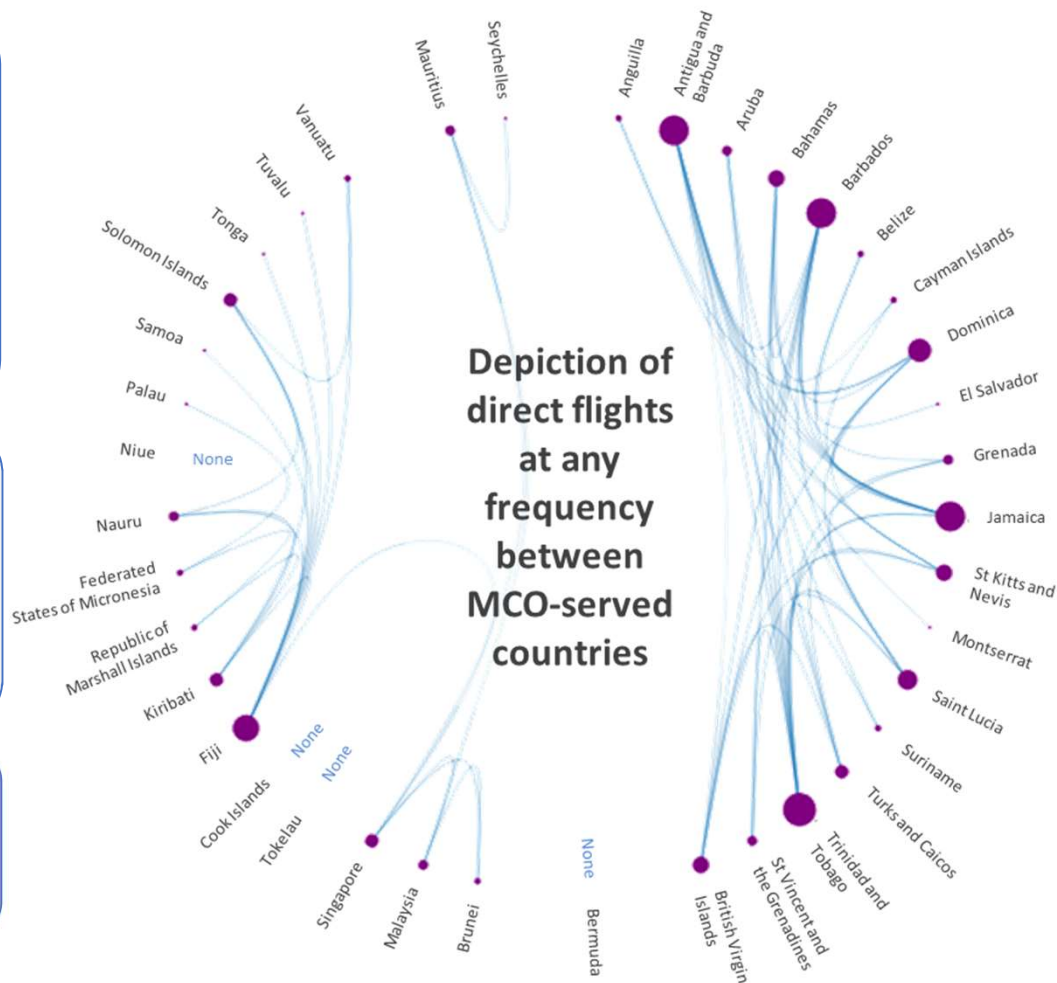 Depiction of
direct flights
at any
frequency
between
MCO-served
countries
Seychelles
Anguilla
Antigua and
Barbuda
Aruba
Bahamas
Barbados
Belize
Cayman Islands
Dominica
El Salvador
Grenada
Jamaica
St Kitts and
Nevis
Montserrat
Saint Lucia
Suriname
Turks and Caicos
Trinidad and
Tobago
St Vincent and
the Grenadines
British Virgin
Islands
Bermuda
None
Brunei
Malaysia
Singapore
Tokelau
None
Cook Islands
None
Fiji
Kiribati
Republic of
Marshall Islands
Federated
States of Micronesia
Nauru
Niue
None
Palau
Samoa
Solomon Islands
Tonga
Tuvalu
Vanuatu
Mauritius